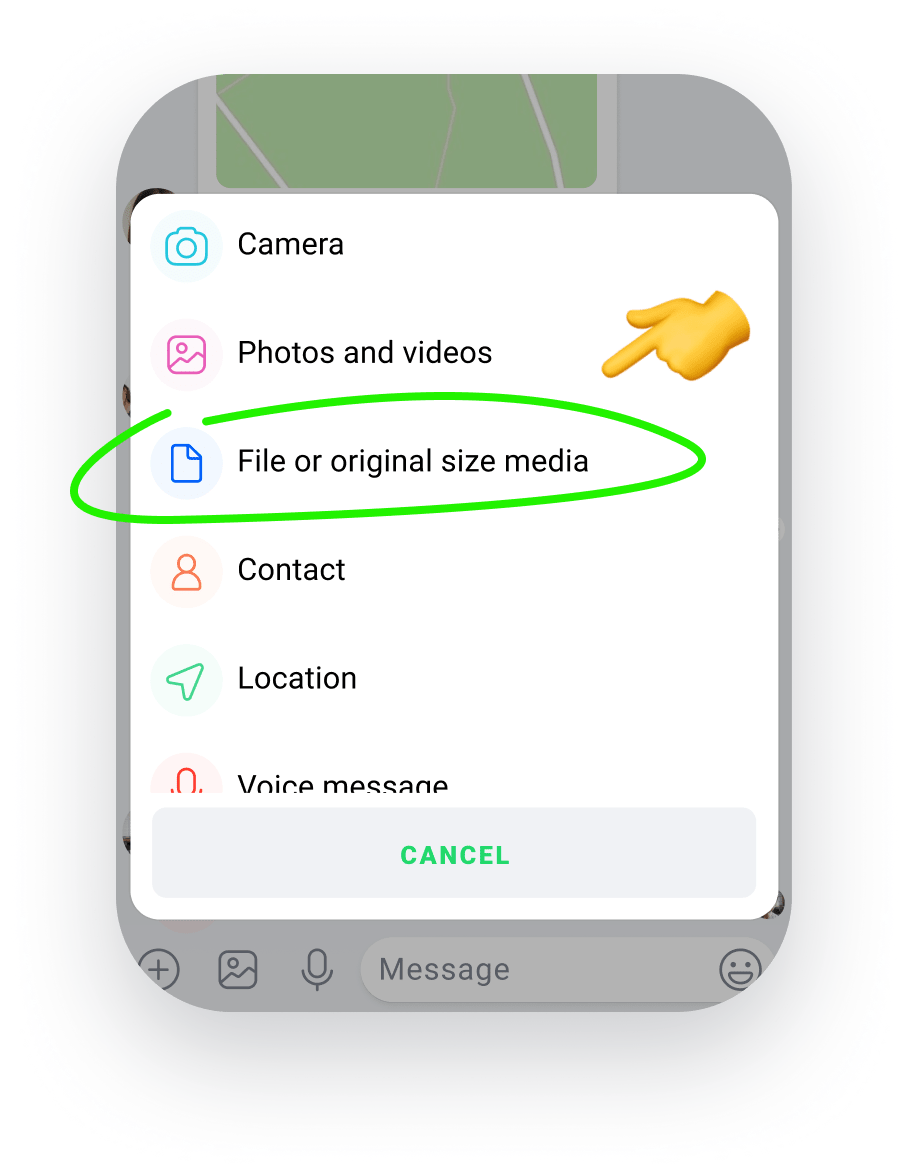 Camera
Photos and videos
File or original size media
Contact
Location
Voice message
CANCEL
Message